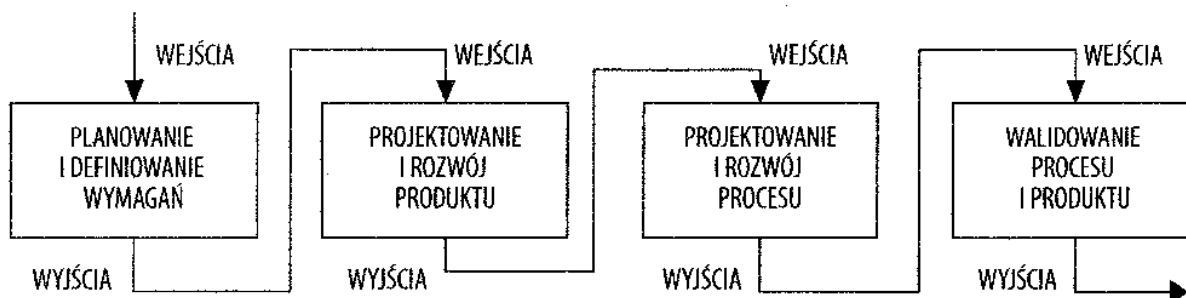 WEJŚCIA
WEJŚCIA
WEJŚCIA
WEJŚCIA
PLANOWANIE
I DEFINIOWANIE
WYMAGAŃ
PROJEKTOWANIE
I ROZWÓJ
PRODUKTU
PROJEKTOWANIE
I ROZWÓJ
PROCESU
WALIDOWANIE
PROCESU
I PRODUKTU
WYJŚCIA
WYJŚCIA
WYJŚCIA
WYJŚCIA